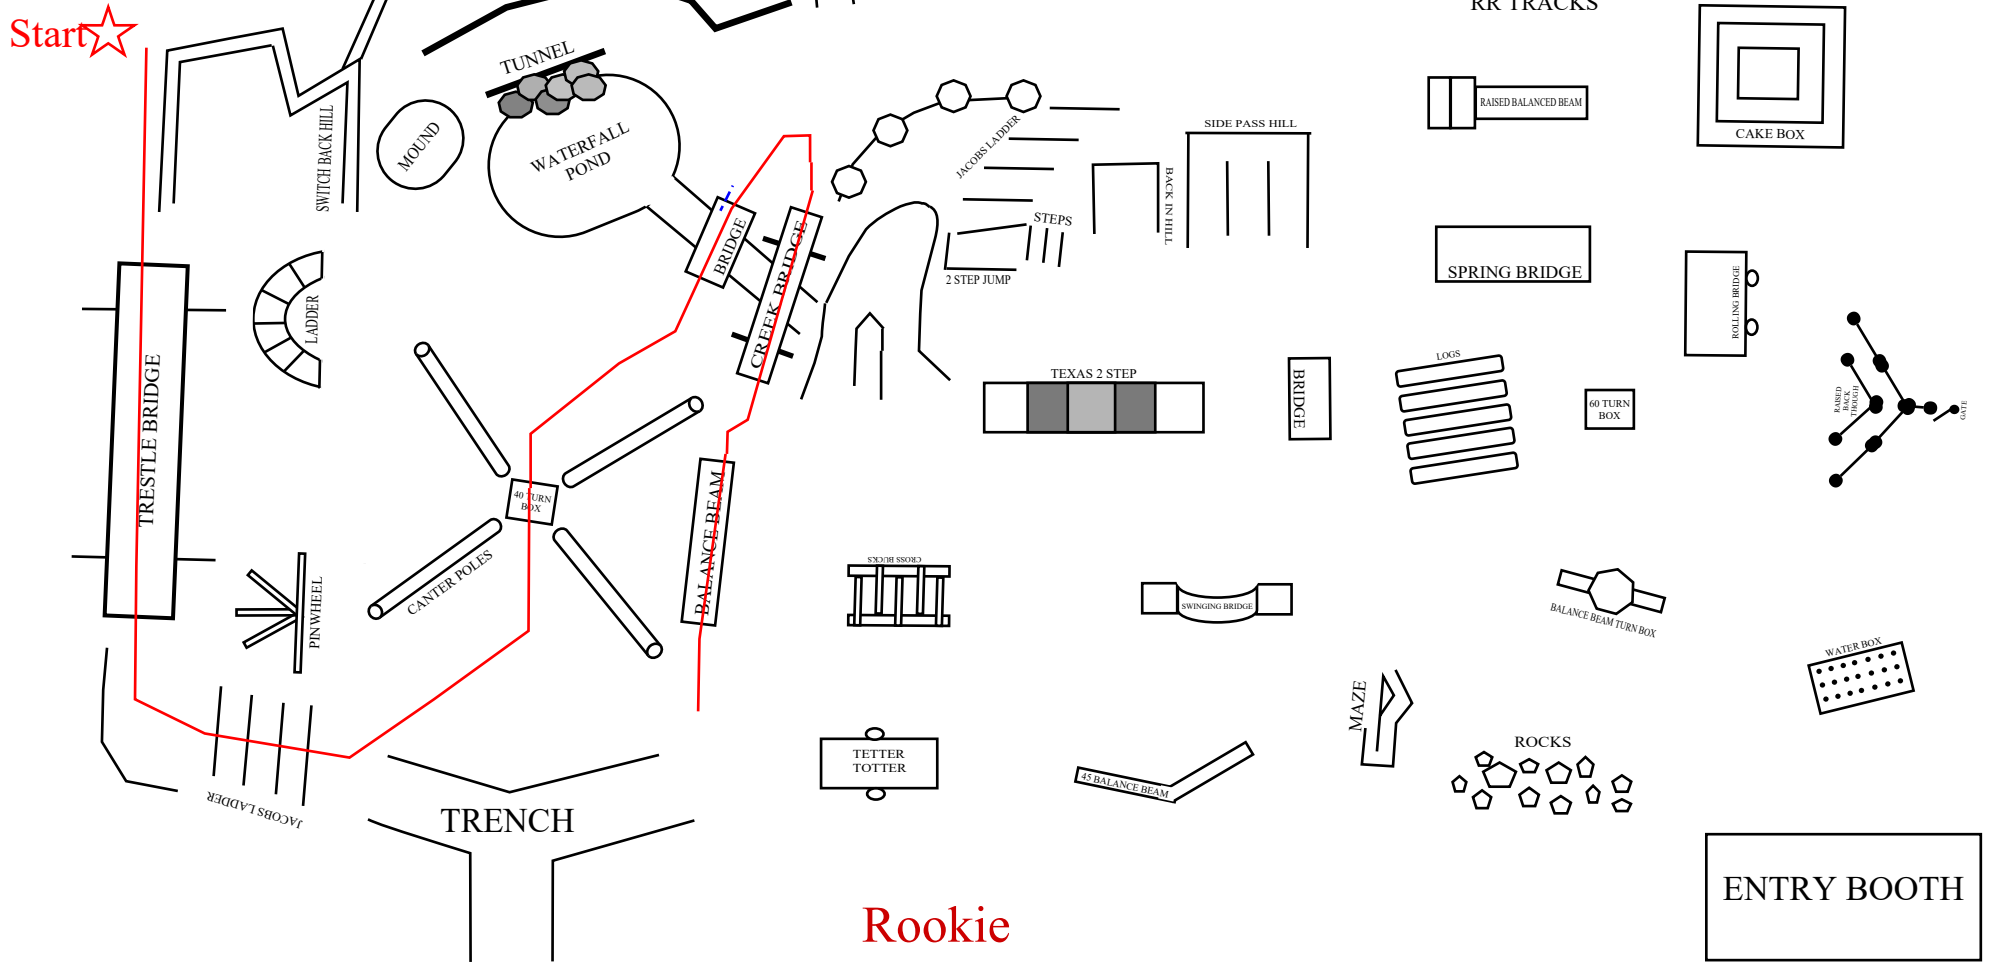 RR TRACKS
Start
TUNNEL
SWITCH BACK HILL
MOUND
WATERFALL
POND
JACOBS LADDER
SIDE PASS HILL
RAISED BALANCED BEAM
CAKE BOX
BACK IN HILL
STEPS
2 STEP JUMP
BRIDGE
CREEK BRIDGE
SPRING BRIDGE
ROLLING BRIDGE
LADDER
TRESTLE BRIDGE
TEXAS 2 STEP
BRIDGE
LOGS
60 TURN
BOX
RAISED
BACK
THOUGH
GATE
40 TURN
BOX
BALANCE BEAM
CANTER POLES
PINWHEEL
CROSS BUCKS
SWINGING BRIDGE
BALANCE BEAM TURN BOX
WATER BOX
MAZE
ROCKS
TETTER
TOTTER
45 BALANCE BEAM
JACOBS LADDER
TRENCH
ENTRY BOOTH
Rookie